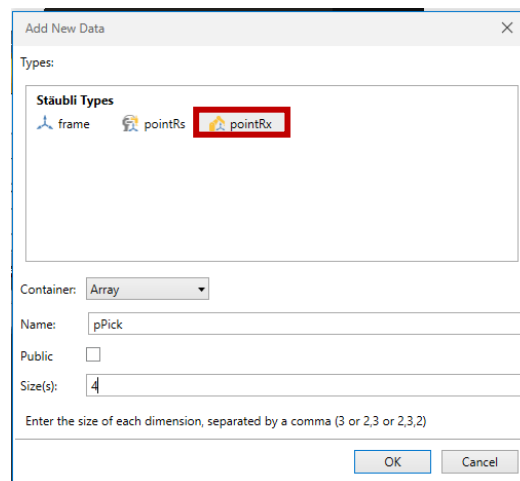 Add New Data
Types:
Stäubli Types
frame pointRs pointRx
Container: Array
Name: pPick
Public
Size(s): 4
Enter the size of each dimension, separated by a comma (3 or 2,3 or 2,3,2)
OK Cancel